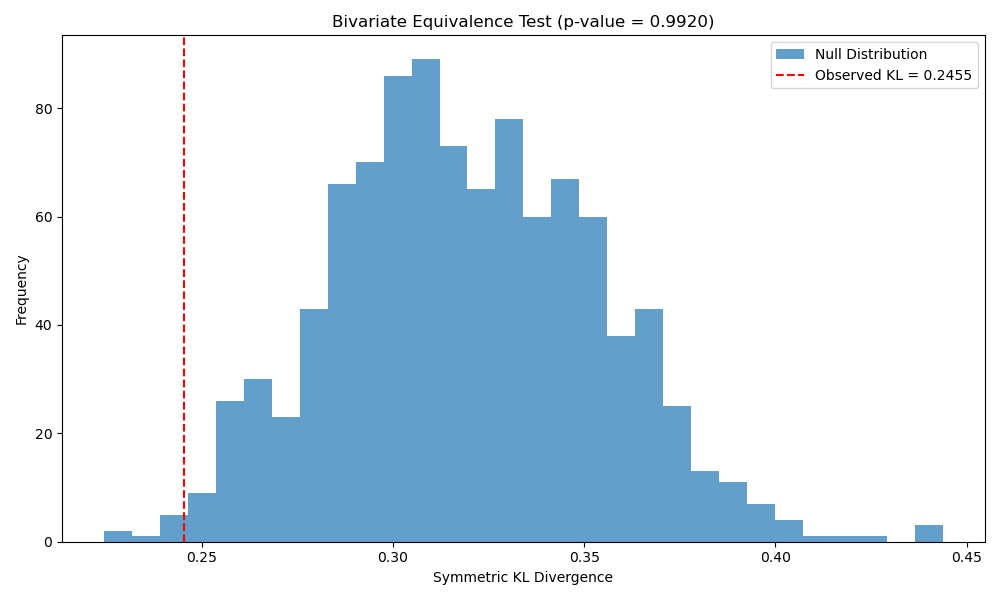 Bivariate Equivalence Test (p-value = 0.9920)
Null Distribution
Observed KL = 0.2455
Frequency
80
60
40
20
0
0.25
0.30
0.35
0.40
0.45
Symmetric KL Divergence